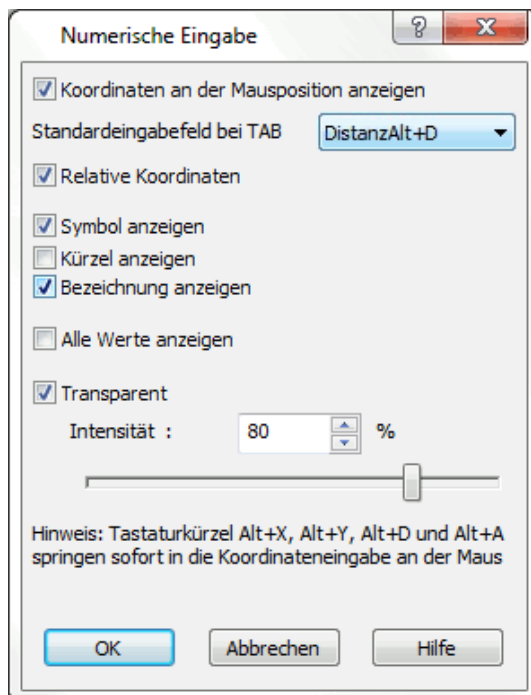 Numerische Eingabe
Koordinaten an der Mausposition anzeigen
Standardeingabefeld bei TAB DistanzAlt+D
Relative Koordinaten
Symbol anzeigen
Kürzel anzeigen
Bezeichnung anzeigen
Alle Werte anzeigen
Transparent
Intensität : 80 %
Hinweis: Tastaturkürzel Alt+X, Alt+Y, Alt+D und Alt+A
springen sofort in die Koordinateneingabe an der Maus
OK Abbrechen Hilfe